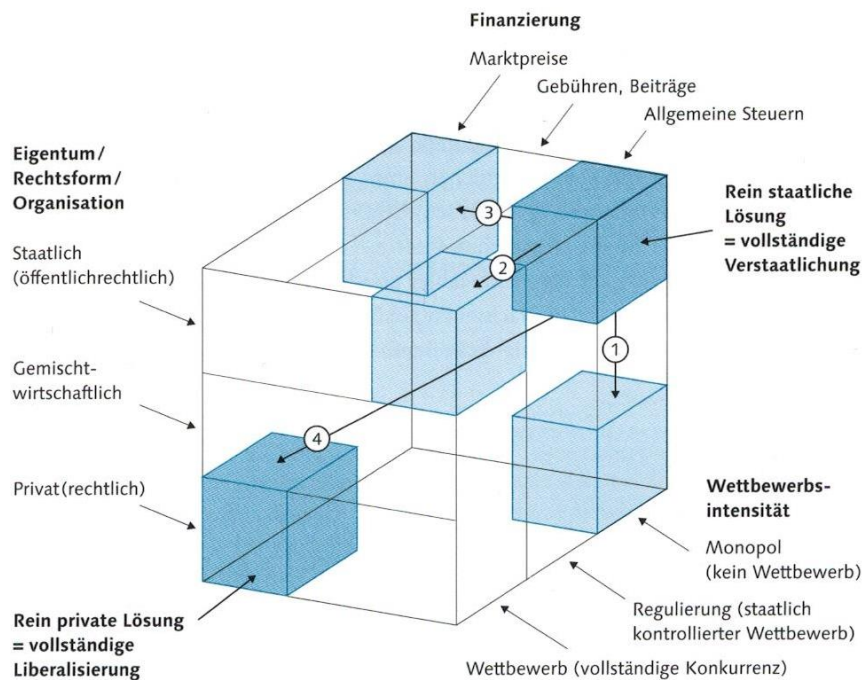 Finanzierung
Marktpreise
Gebühren, Beiträge
Allgemeine Steuern
Eigentum/
Rechtsform/
Organisation
Staatlich
(öffentlichrechtlich)
Gemischt-
wirtschaftlich
Privat(rechtlich)
Rein private Lösung
= vollständige
Liberalisierung
Rein staatliche
Lösung
= vollständige
Verstaatlichung
3
2
1
4
Wettbewerbs-
intensität
Monopol
(kein Wettbewerb)
Regulierung (staatlich
kontrollierter Wettbewerb)
Wettbewerb (vollständige Konkurrenz)